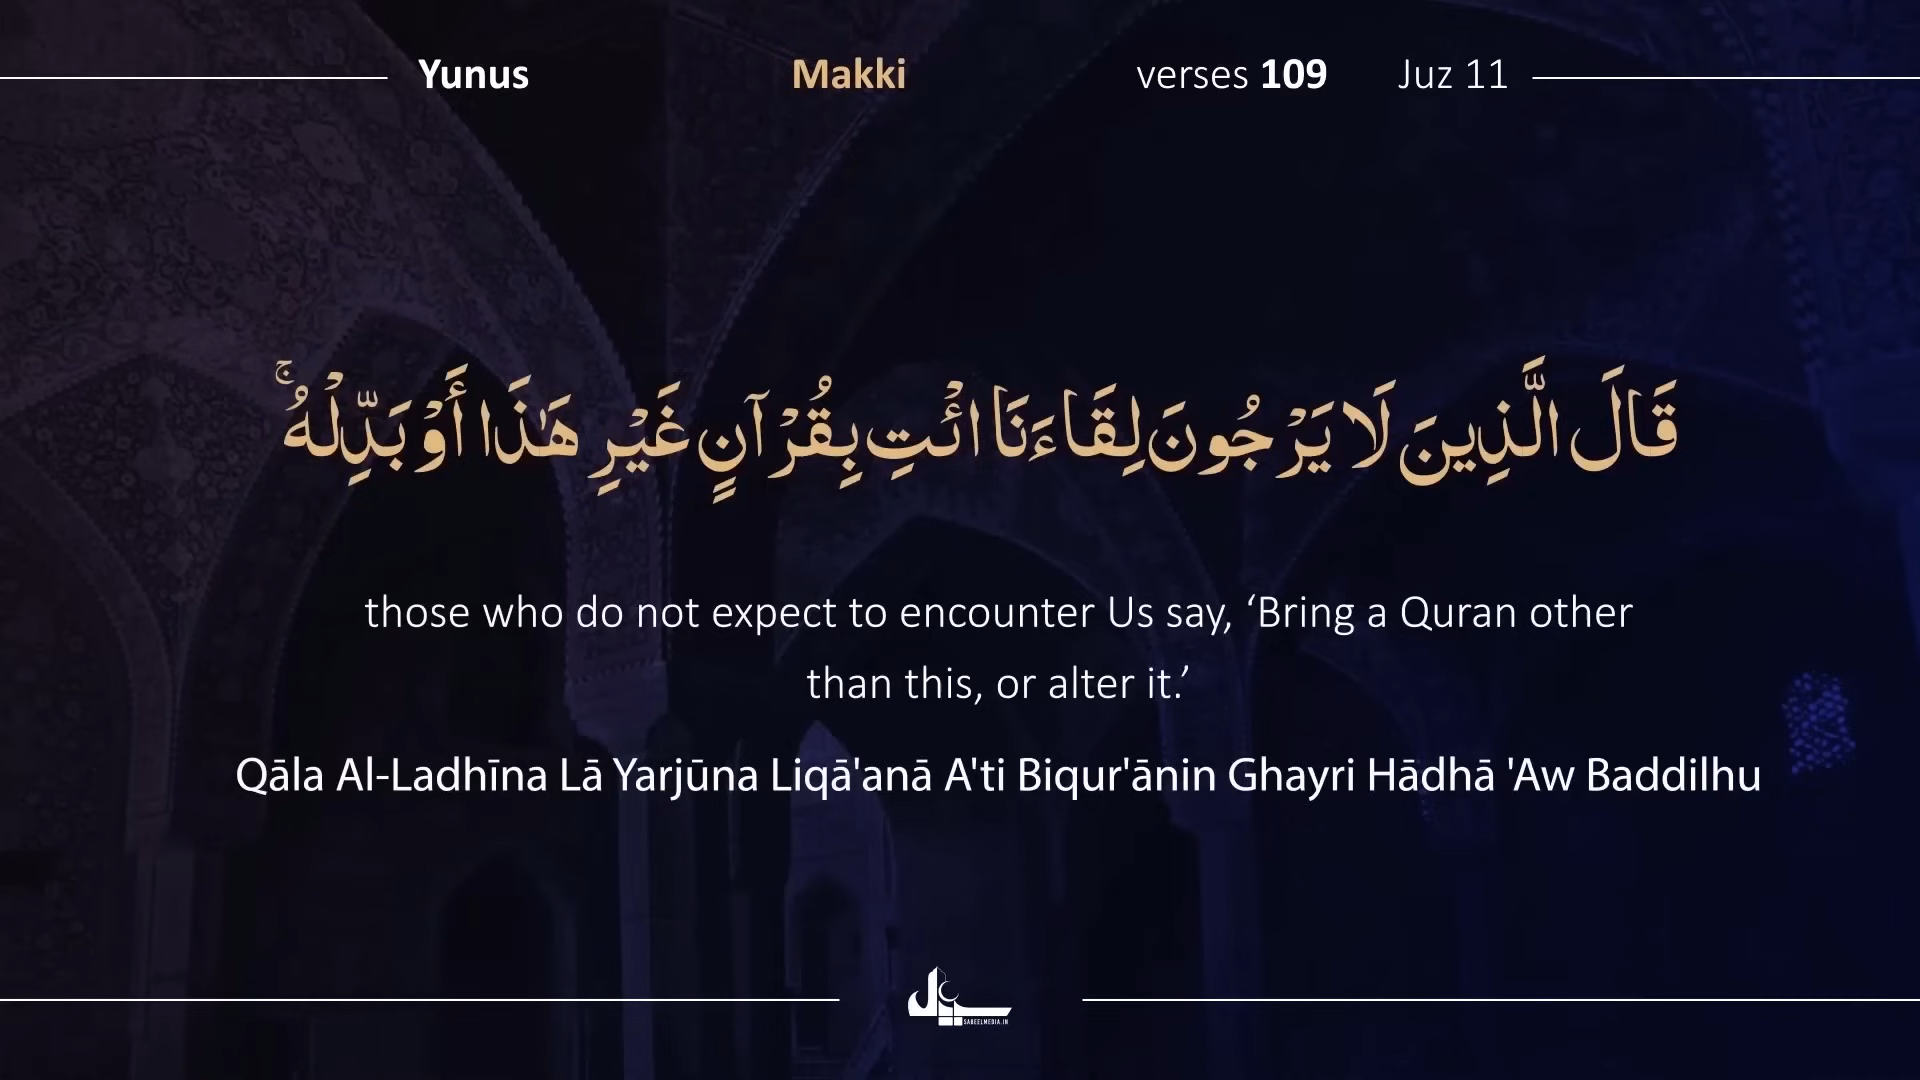 Yunus Makki verses 109 Juz 11
قَالَ الَّذِينَ لَا يَرْجُونَ لِقَاءَنَا ائْتِ بِقُرْآنٍ غَيْرِ هَٰذَا أَوْ بَدِّلْهُ ۚ
those who do not expect to encounter Us say, ‘Bring a Quran other
than this, or alter it.’
Qāla Al-Ladhīna Lā Yarjūna Liqā'anā A'ti Biqur'ānin Ghayri Hādhā 'Aw Baddilhu
SABEELMEDIA.IN